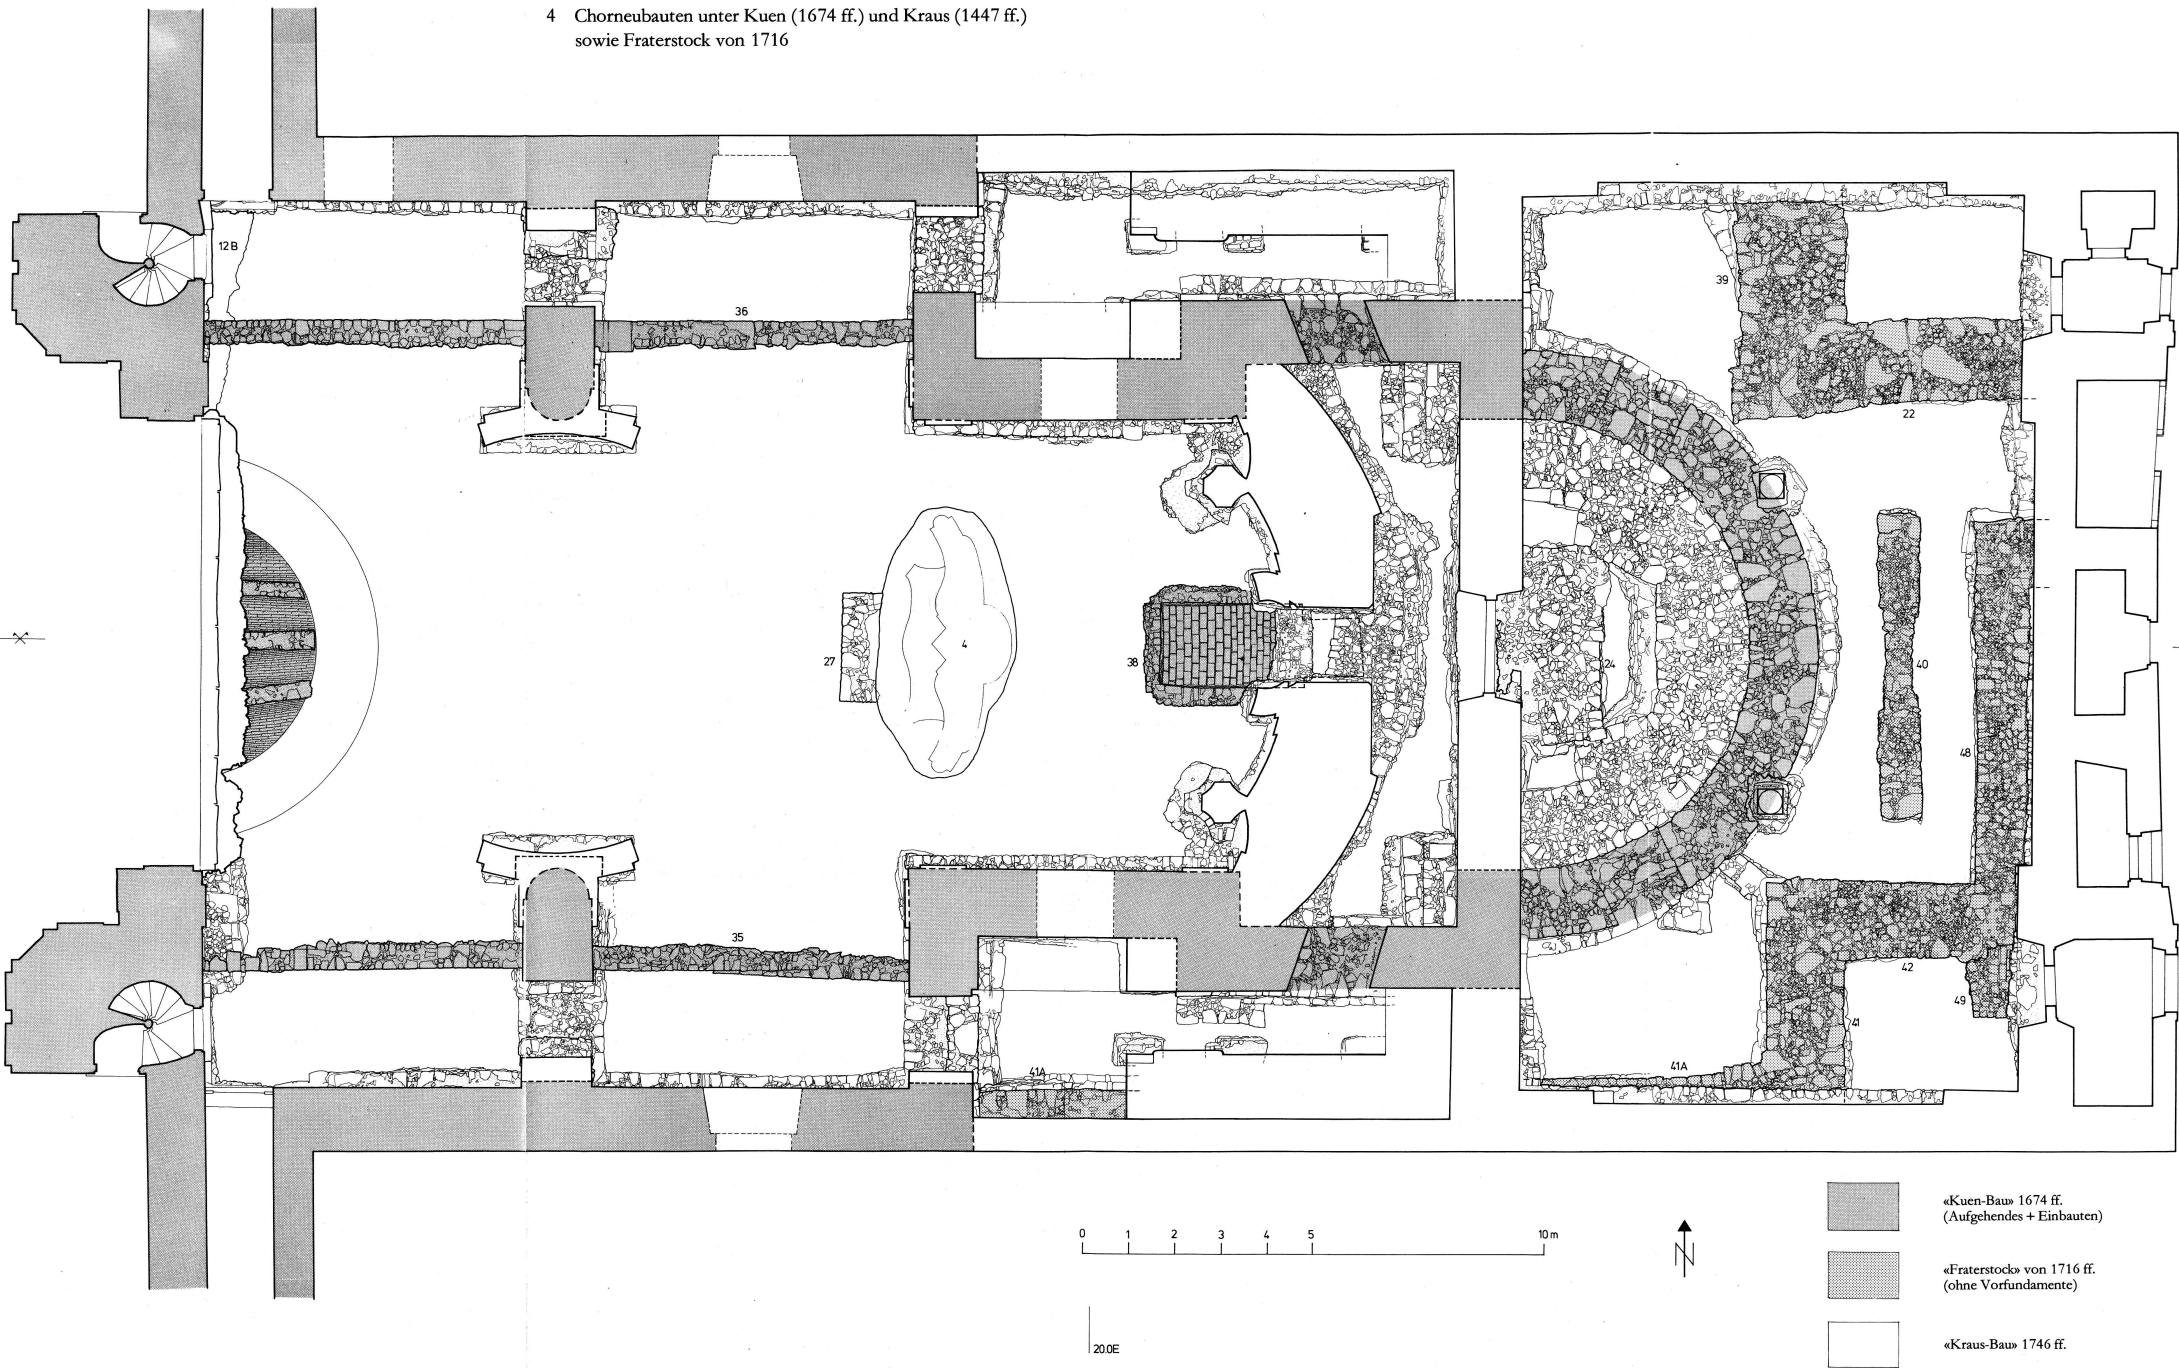 4 Chorneubauten unter Kuen (1674 ff.) und Kraus (1447 ff.)
sowie Fraterstock von 1716
12B
39
36
22
27
4
38
24
40
48
35
42
49
41
41A
41A
0 1 2 3 4 5 10 m
N
20.0E
«Kuen-Bau» 1674 ff.
(Aufgehendes + Einbauten)
«Fraterstock» von 1716 ff.
(ohne Vorfundamente)
«Kraus-Bau» 1746 ff.